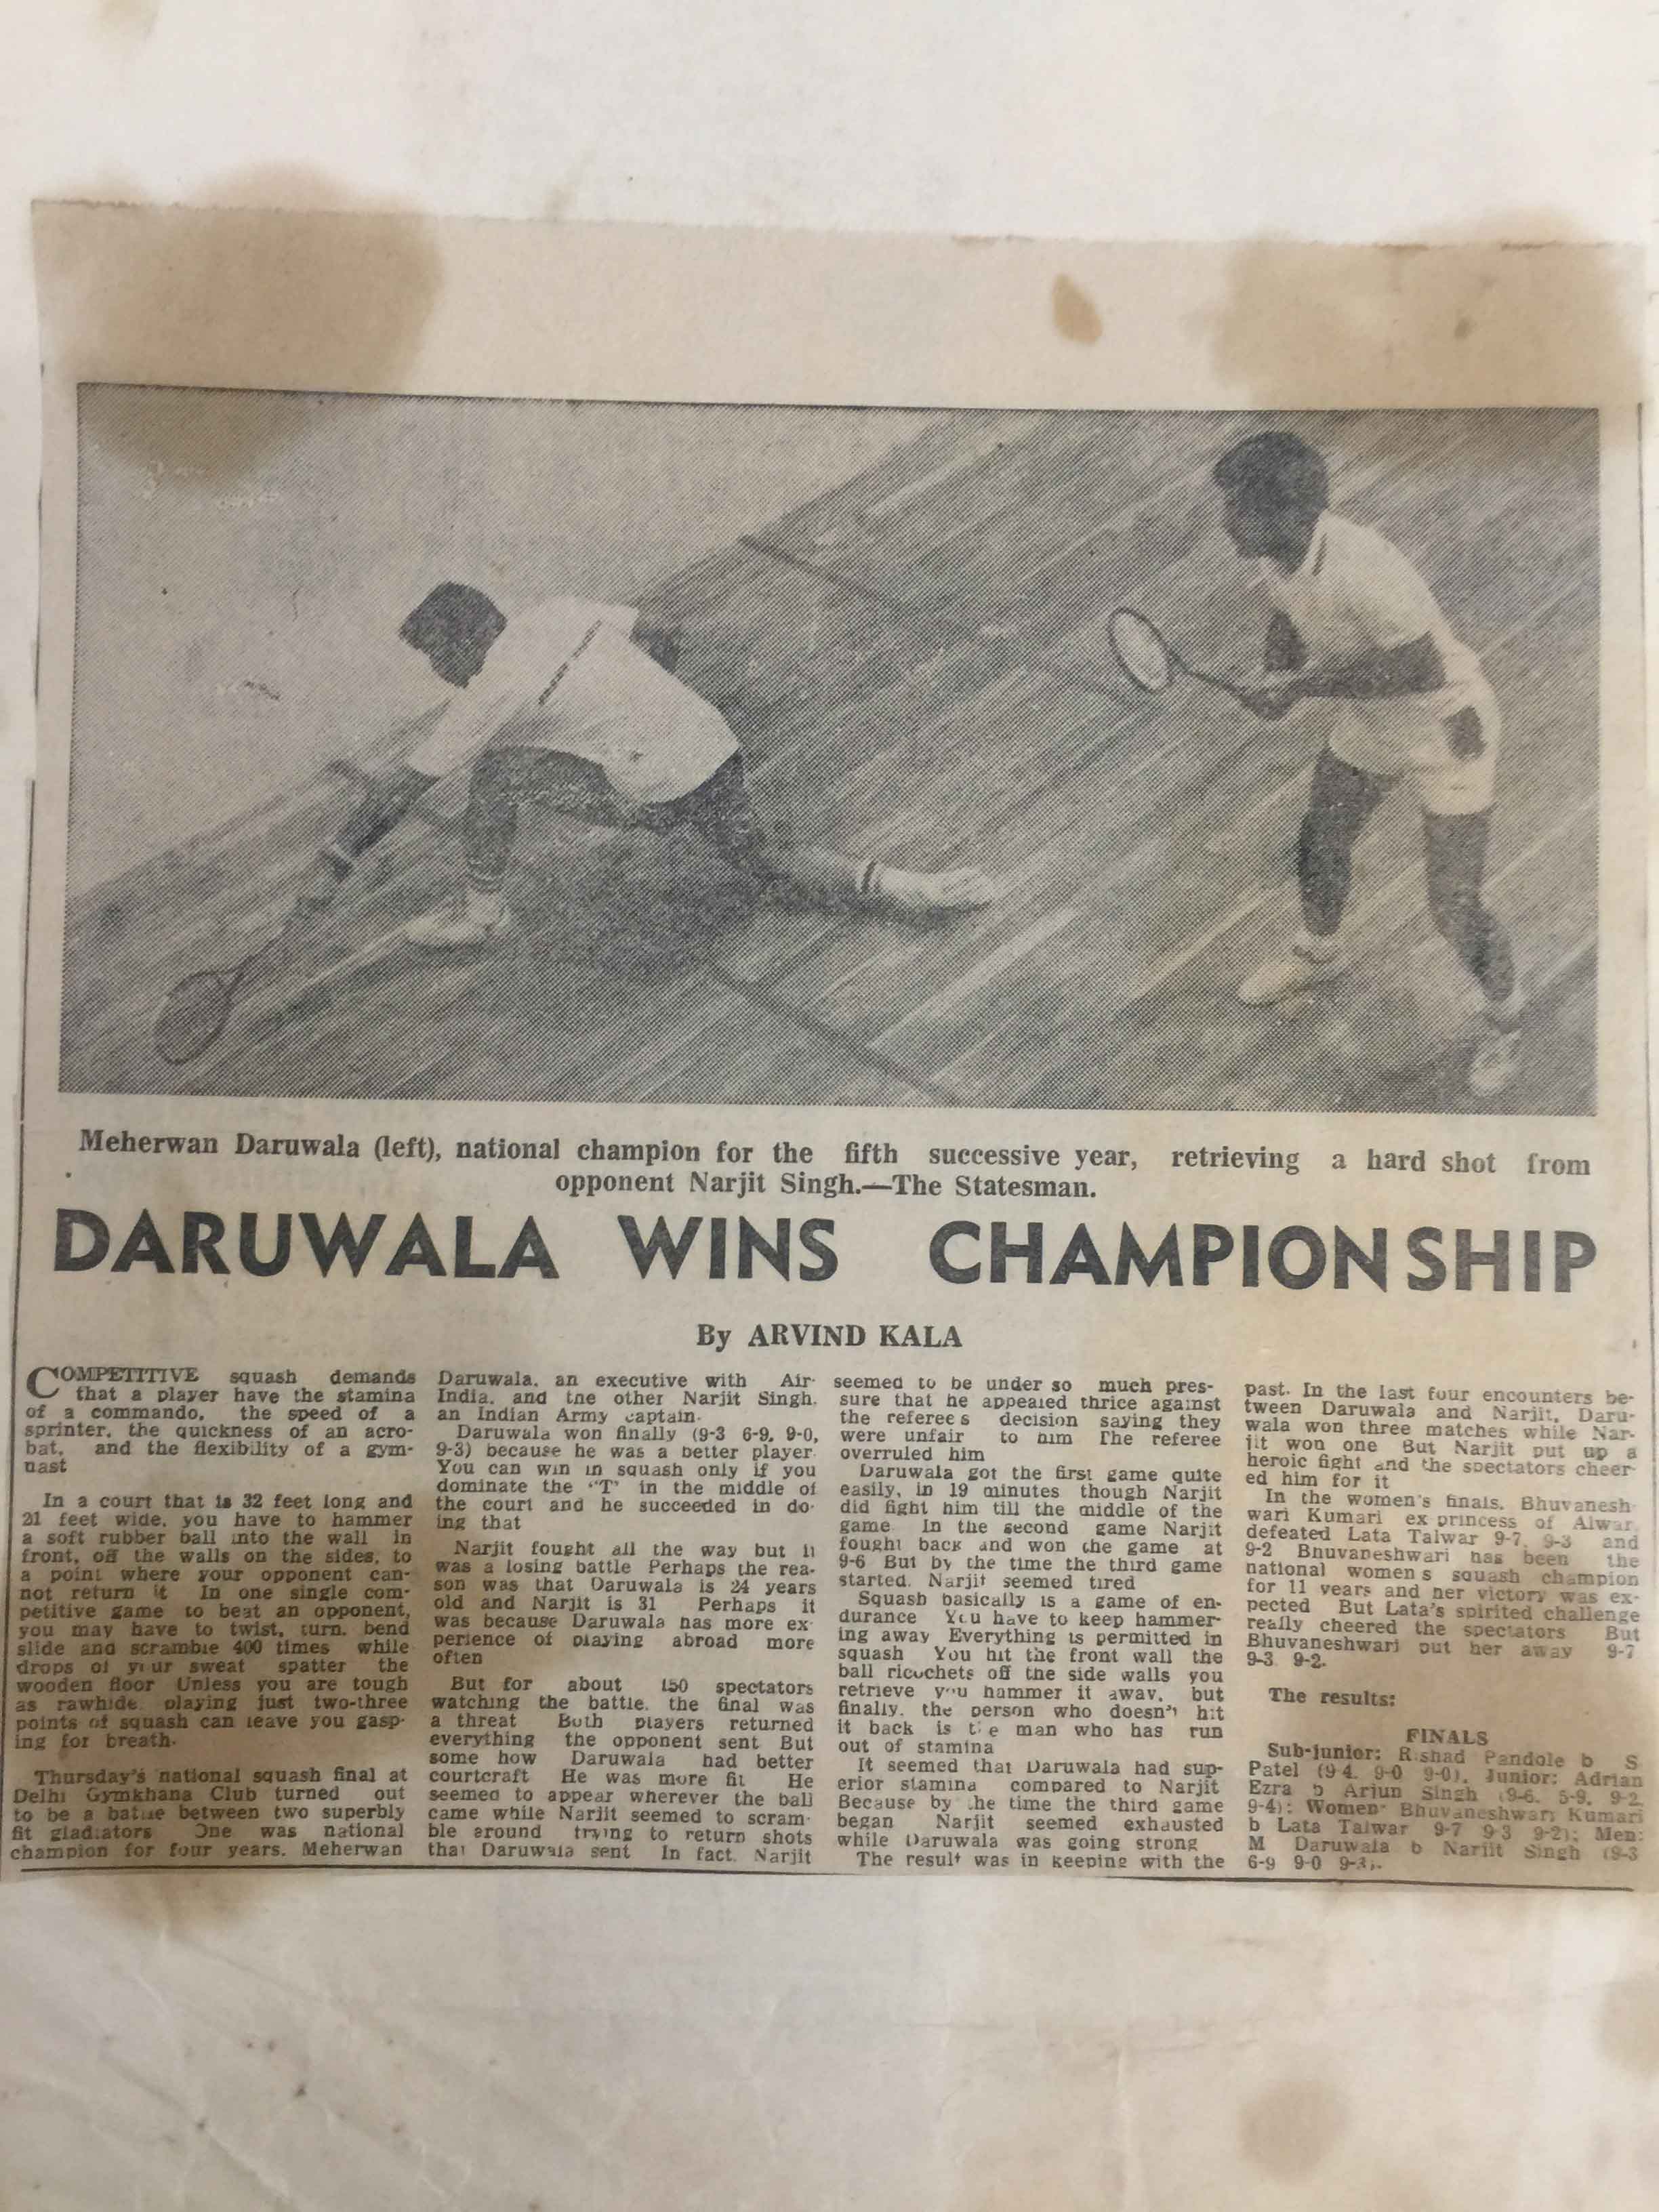 Meherwan Daruwala (left), national champion for the fifth successive year, retrieving a hard shot from
opponent Narjit Singh.—The Statesman.
DARUWALA WINS CHAMPIONSHIP
By ARVIND KALA
COMPETITIVE squash demands
that a player have the stamina
of a commando, the speed of a
sprinter, the quickness of an acro-
bat, and the flexibility of a gym-
nast
In a court that is 32 feet long and
21 feet wide, you have to hammer
a soft rubber ball into the wall in
front, off the walls on the sides, to
a point where your opponent can-
not return it In one single com-
petitive game to beat an opponent,
you may have to twist, turn, bend
slide and scramble 400 times while
drops of your sweat spatter the
wooden floor Unless you are tough
as rawhide, playing just two-three
points of squash can leave you gasp-
ing for breath.
Thursday's national squash final at
Delhi Gymkhana Club turned out
to be a battle between two superbly
fit gladiators One was national
champion for four years, Meherwan
Daruwala, an executive with Air-
India, and the other Narjit Singh,
an Indian Army captain.
Daruwala won finally (9-3 6-9, 9-0,
9-3) because he was a better player
You can win in squash only if you
dominate the "T" in the middle of
the court and he succeeded in do-
ing that
Narjit fought all the way but it
was a losing battle Perhaps the rea-
son was that Daruwala is 24 years
old and Narjit is 31 Perhaps it
was because Daruwala has more ex-
perience of playing abroad more
often
But for about 150 spectators
watching the battle, the final was
a threat Both players returned
everything the opponent sent But
some how Daruwala had better
courtcraft He was more fit He
seemed to appear wherever the ball
came while Narjit seemed to scram-
ble around trying to return shots
that Daruwala sent In fact, Narjit
seemed to be under so much pres-
sure that he appealed thrice against
the referee s decision saying they
were unfair to him The referee
overruled him
Daruwala got the first game quite
easily, in 19 minutes though Narjit
did fight him till the middle of the
game In the second game Narjit
fought back and won the game at
9-6 But by the time the third game
started, Narjit seemed tired
Squash basically is a game of en-
durance You have to keep hammer-
ing away Everything is permitted in
squash You hit the front wall the
ball ricochets off the side walls you
retrieve you hammer it away, but
finally, the person who doesn't hit
it back is the man who has run
out of stamina
It seemed that Daruwala had sup-
erior stamina compared to Narjit
Because by the time the third game
began Narjit seemed exhausted
while Daruwala was going strong
The result was in keeping with the
past. In the last four encounters be-
tween Daruwala and Narjit, Daru-
wala won three matches while Nar-
jit won one But Narjit put up a
heroic fight and the spectators cheer-
ed him for it
In the women's finals, Bhuvanesh-
wari Kumari ex princess of Alwar,
defeated Lata Talwar 9-7, 9-3 and
9-2 Bhuvaneshwari has been the
national women s squash champion
for 11 years and her victory was ex-
pected But Lata's spirited challenge
really cheered the spectators But
Bhuvaneshwari put her away 9-7
9-3 9-2.
The results:
FINALS
Sub-junior: Rishad Pandole b S
Patel (9-4, 9-0 9-0), Junior: Adrian
Ezra b Arjun Singh (9-6, 5-9, 9-2
9-4); Women: Bhuvaneshwari Kumari
b Lata Talwar 9-7 9-3 9-2); Men:
M Daruwala b Narjit Singh (9-3
6-9 9-0 9-3).